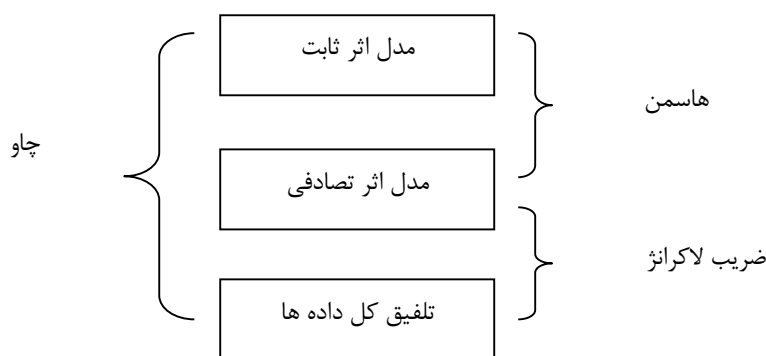 مدل اثر ثابت
هاسمن
چاو
مدل اثر تصادفی
ضریب لاکرانژ
تلفیق کل داده ها